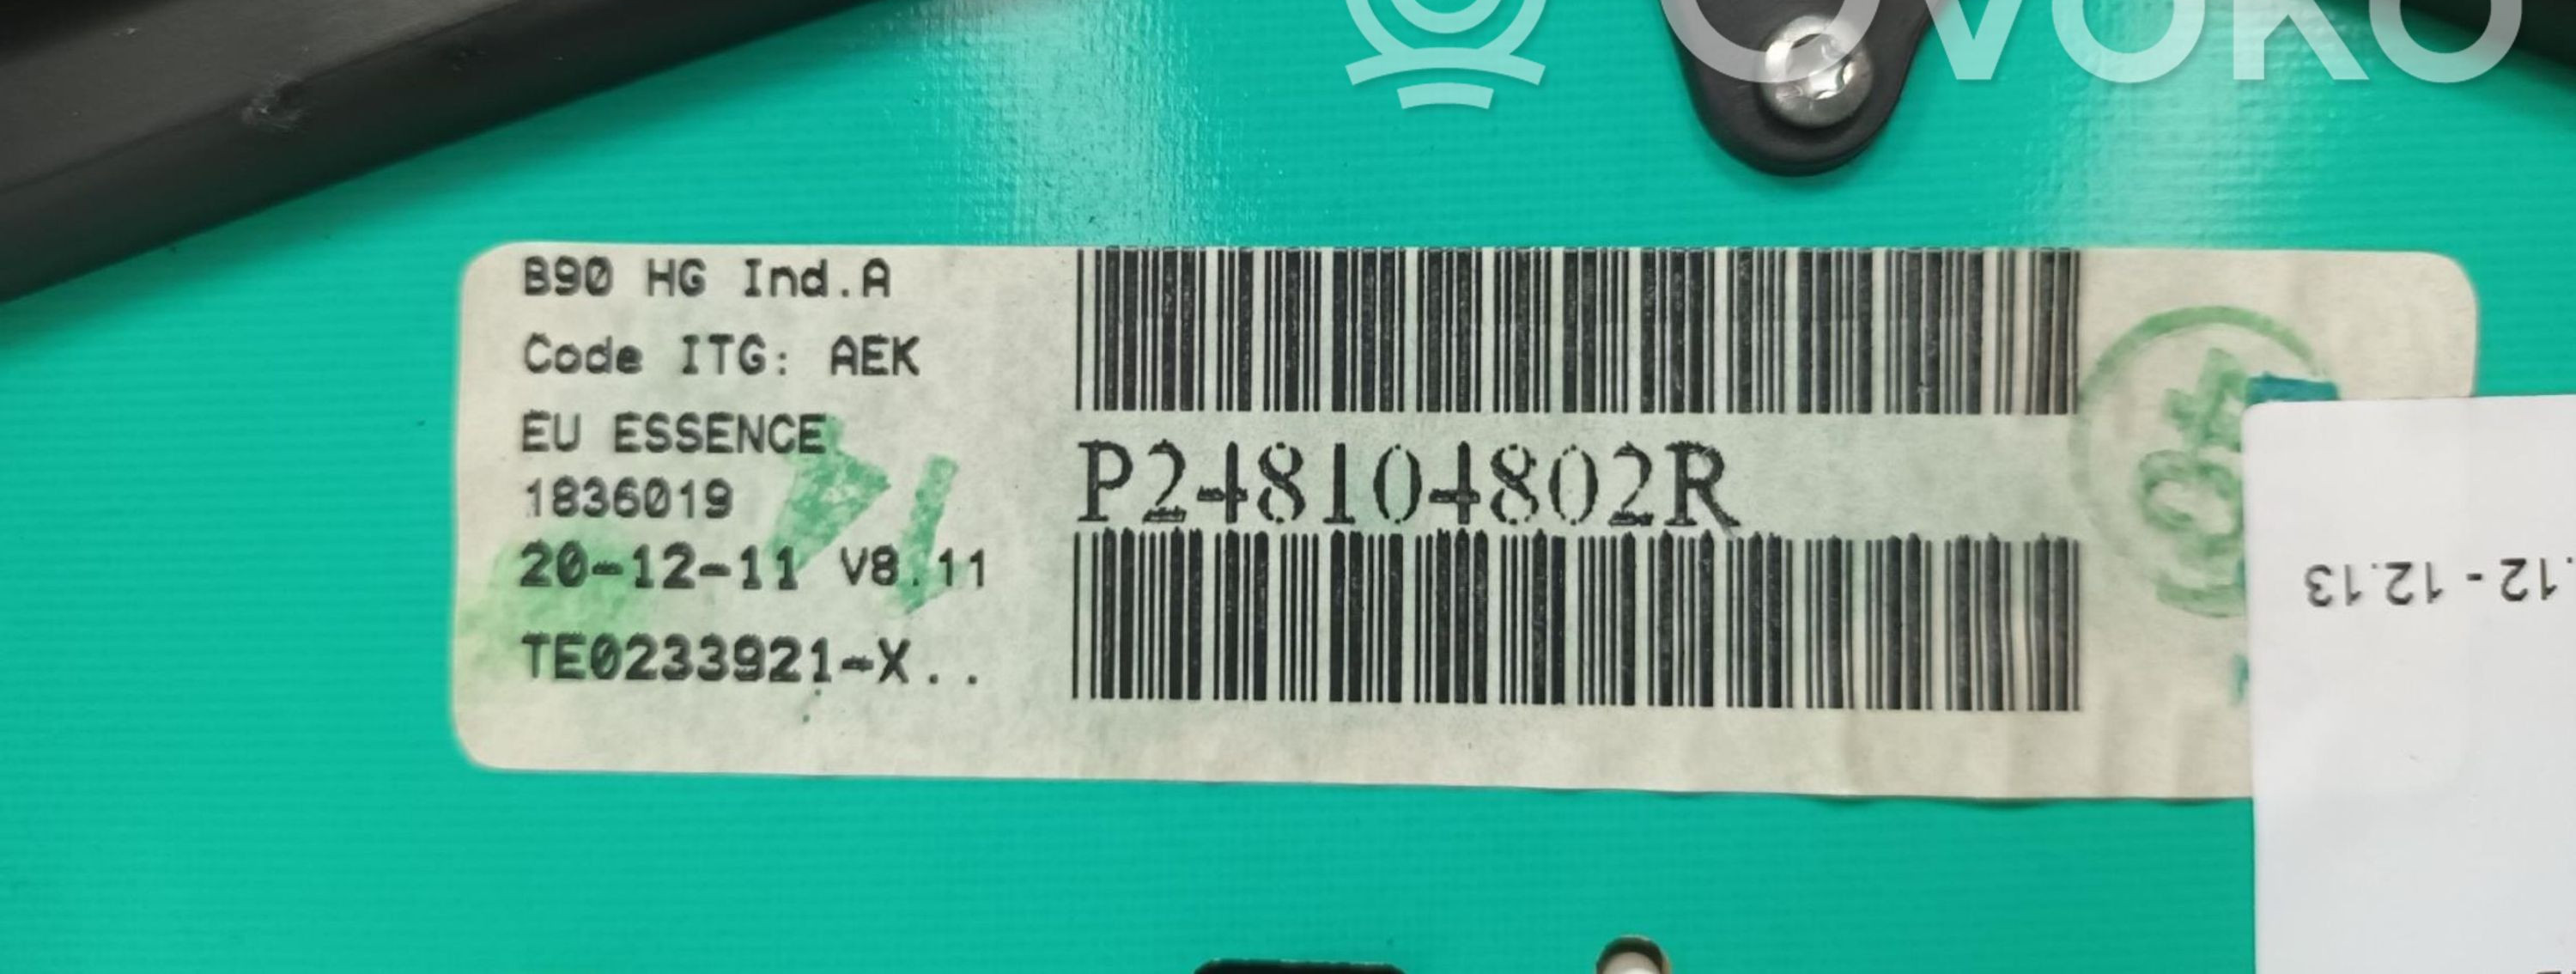 OVOKO
B90 HG Ind.A
Code ITG: AEK
EU ESSENCE
1836019
20-12-11 V8.11
TE0233921-X..
P248104802R
.12 - 12.13